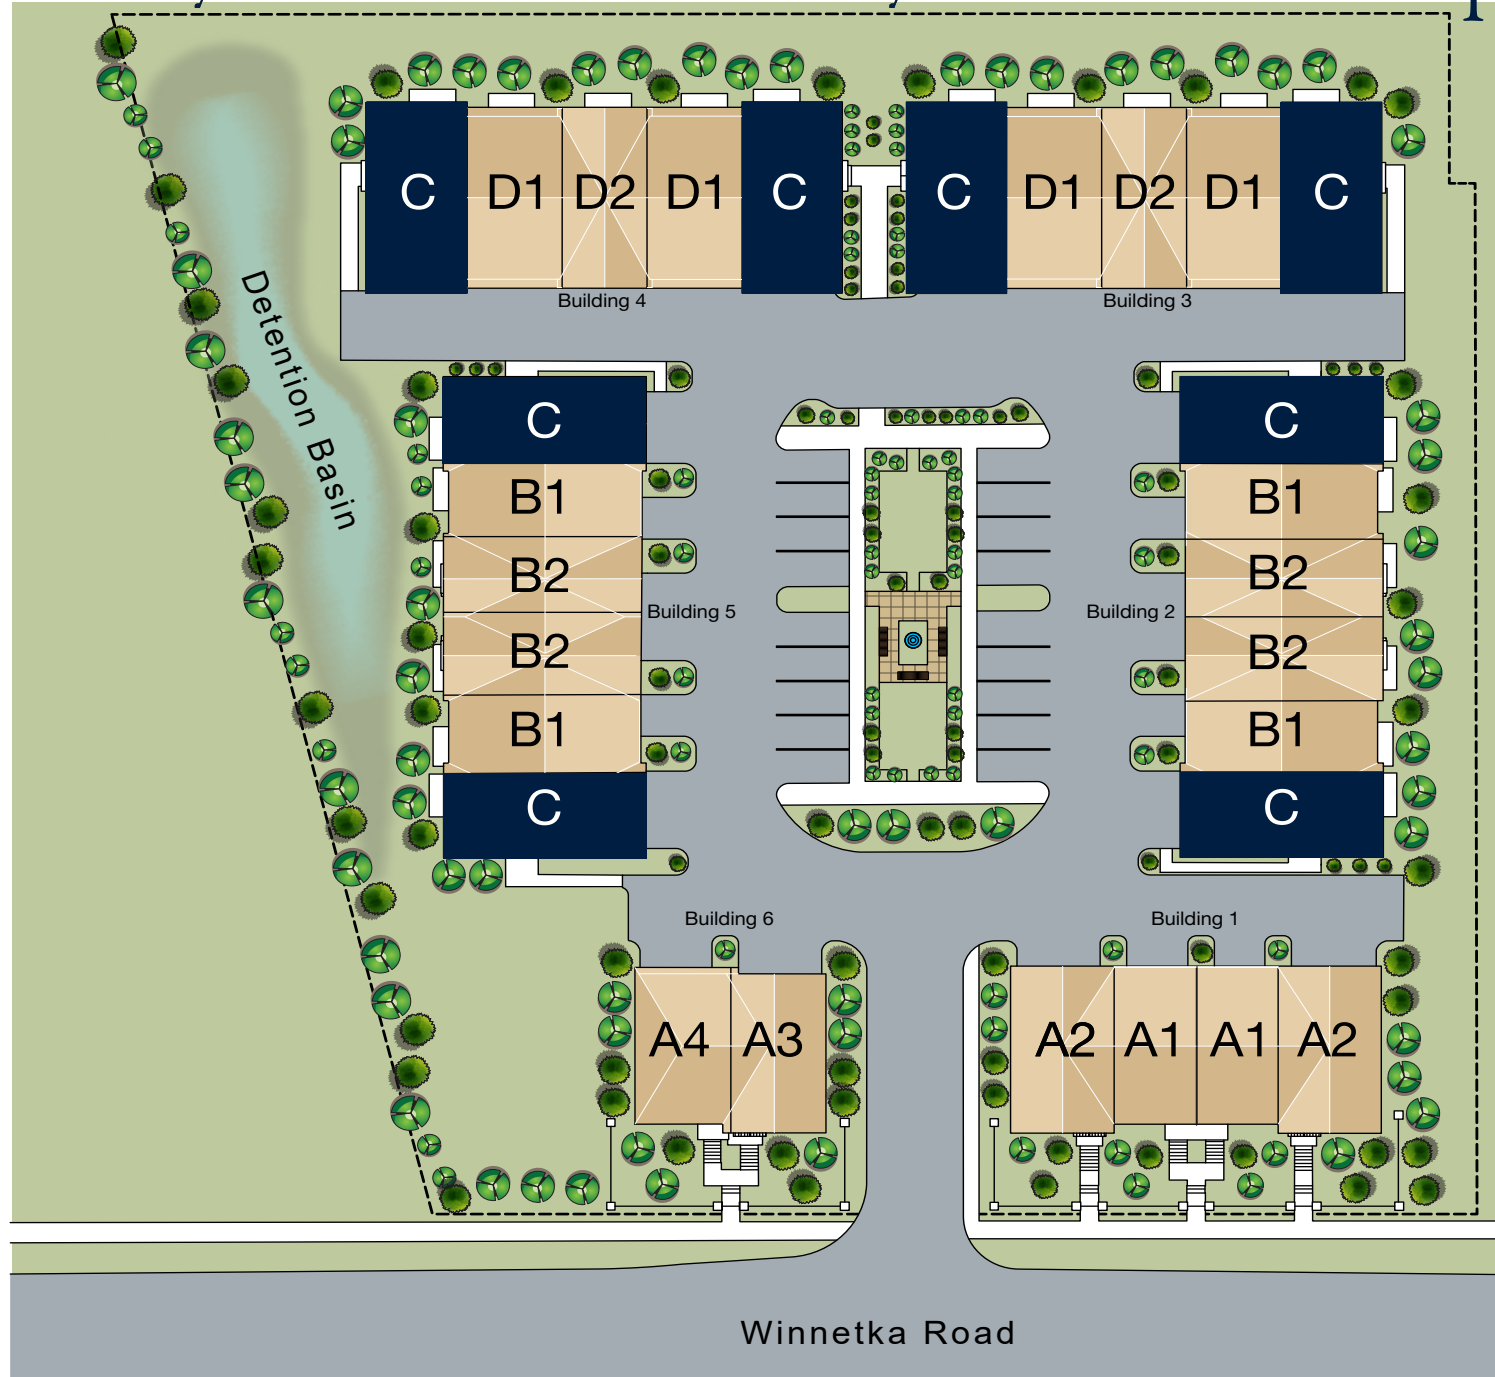 C D1 D2 D1 C C D1 D2 D1 C
Building 4 Building 3
Detention Basin
C C
B1 B1
B2 B2
Building 5 Building 2
B2 B2
B1 B1
C C
Building 6 Building 1
A4 A3 A2 A1 A1 A2
Winnetka Road